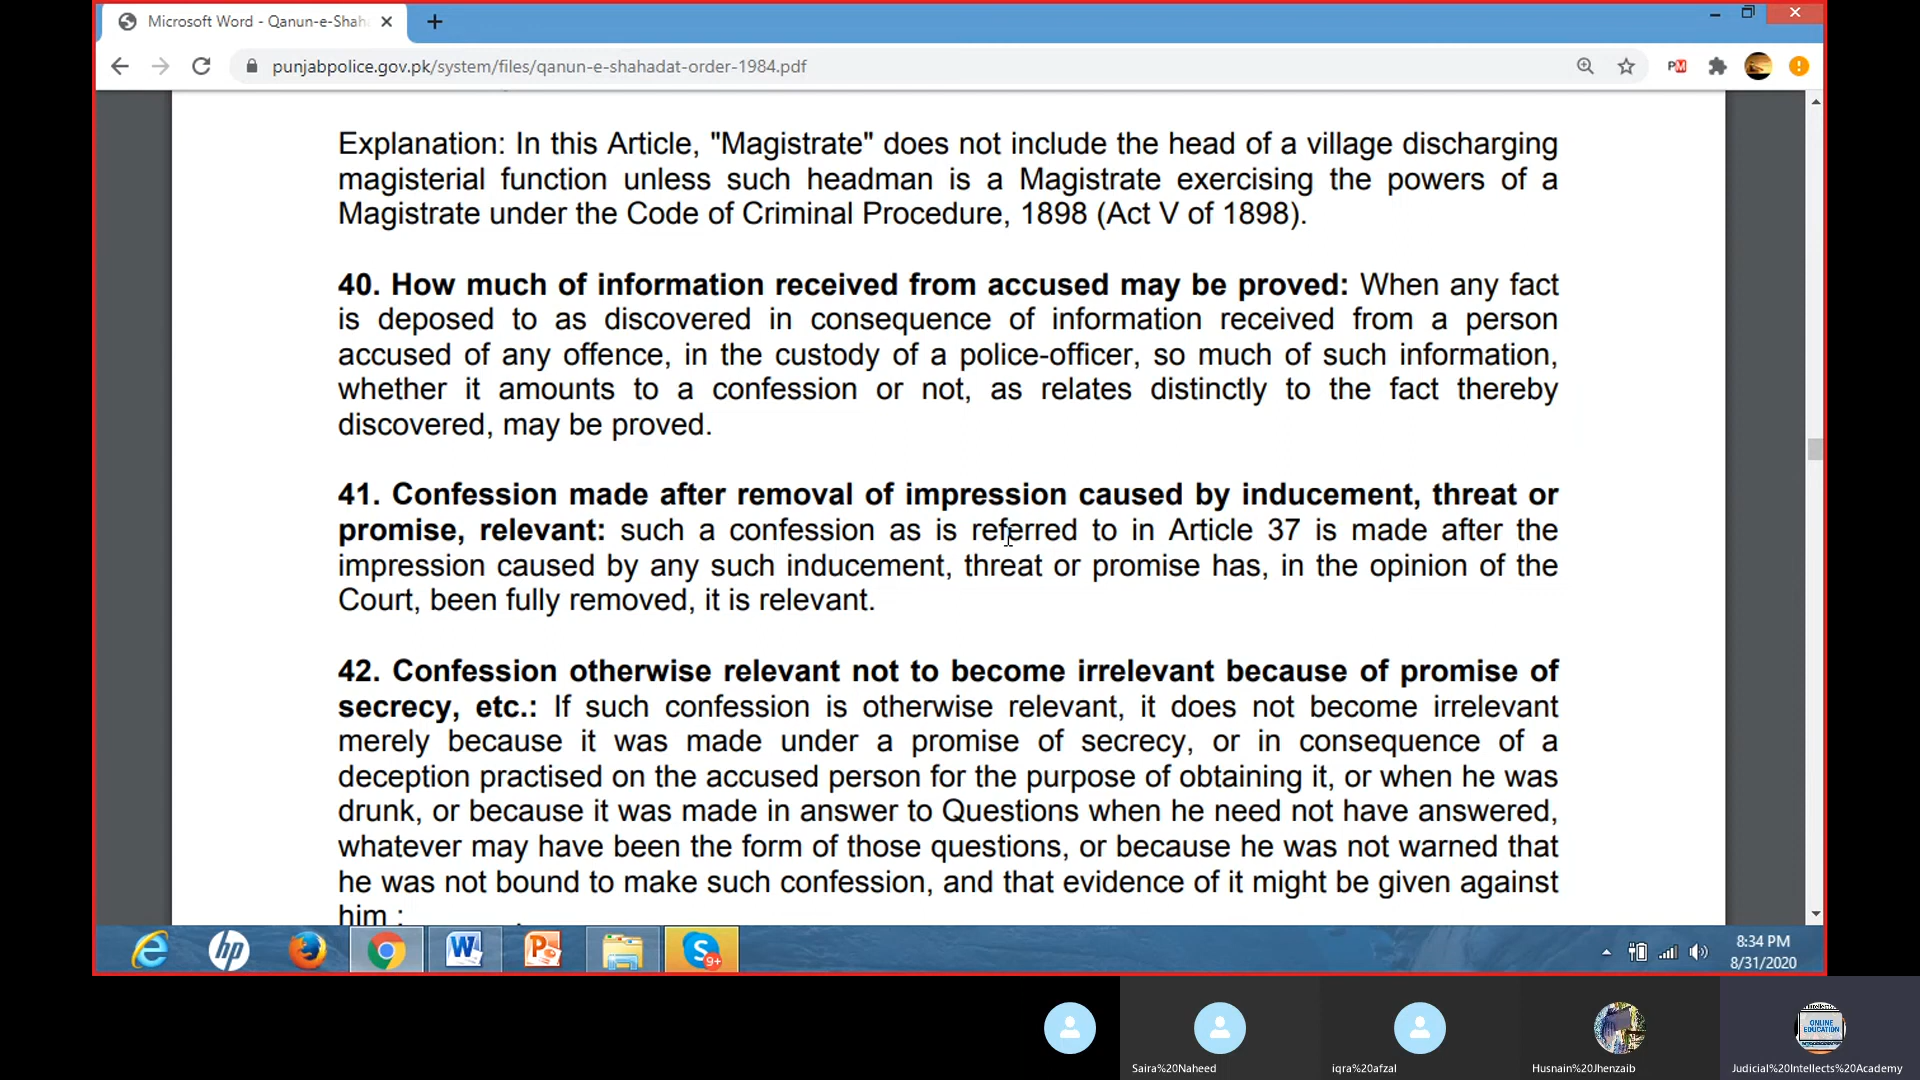 Microsoft Word - Qanun-e-Shah
punjabpolice.gov.pk/system/files/qanun-e-shahadat-order-1984.pdf
PM
Explanation: In this Article, "Magistrate" does not include the head of a village discharging
magisterial function unless such headman is a Magistrate exercising the powers of a
Magistrate under the Code of Criminal Procedure, 1898 (Act V of 1898).
40. How much of information received from accused may be proved: When any fact
is deposed to as discovered in consequence of information received from a person
accused of any offence, in the custody of a police-officer, so much of such information,
whether it amounts to a confession or not, as relates distinctly to the fact thereby
discovered, may be proved.
41. Confession made after removal of impression caused by inducement, threat or
promise, relevant: such a confession as is referred to in Article 37 is made after the
impression caused by any such inducement, threat or promise has, in the opinion of the
Court, been fully removed, it is relevant.
42. Confession otherwise relevant not to become irrelevant because of promise of
secrecy, etc.: If such confession is otherwise relevant, it does not become irrelevant
merely because it was made under a promise of secrecy, or in consequence of a
deception practised on the accused person for the purpose of obtaining it, or when he was
drunk, or because it was made in answer to Questions when he need not have answered,
whatever may have been the form of those questions, or because he was not warned that
he was not bound to make such confession, and that evidence of it might be given against
him :
hp
W
P
S
9+
8:34 PM
8/31/2020
ONLINE
EDUCATION
Saira%20Naheed
iqra%20afzal
Husnain%20Jhenzaib
Judicial%20Intellects%20Academy